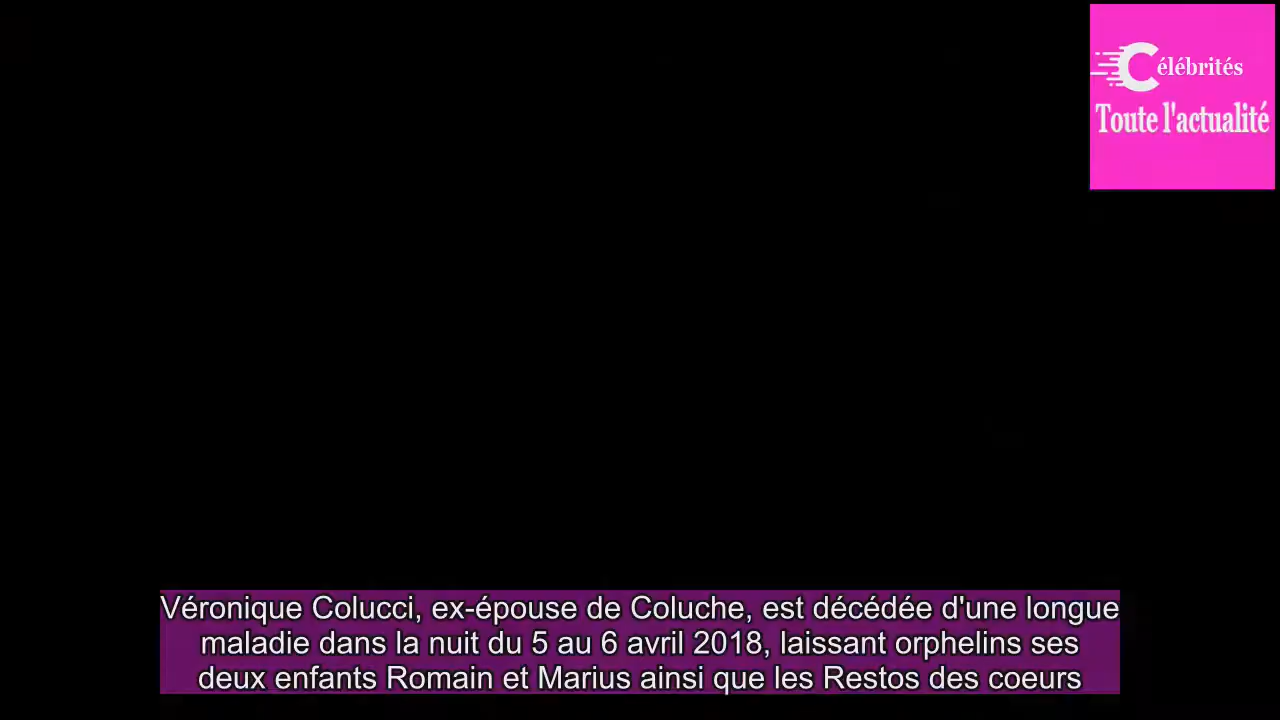 Célébrités
Toute l'actualité
Véronique Colucci, ex-épouse de Coluche, est décédée d'une longue
maladie dans la nuit du 5 au 6 avril 2018, laissant orphelins ses
deux enfants Romain et Marius ainsi que les Restos des coeurs